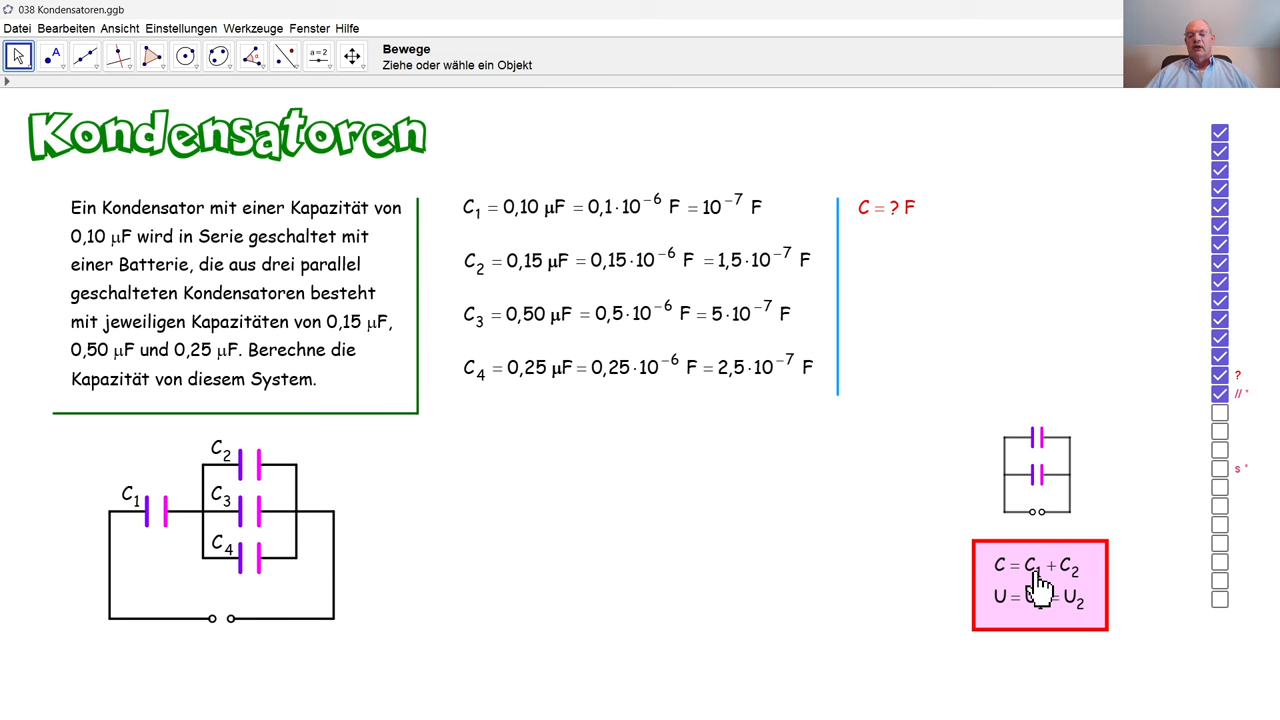 038 Kondensatoren.ggb
Datei Bearbeiten Ansicht Einstellungen Werkzeuge Fenster Hilfe
A
a=2
Bewege
Ziehe oder wähle ein Objekt
Kondensatoren
Ein Kondensator mit einer Kapazität von
0,10 µF wird in Serie geschaltet mit
einer Batterie, die aus drei parallel
geschalteten Kondensatoren besteht
mit jeweiligen Kapazitäten von 0,15 µF,
0,50 µF und 0,25 µF. Berechne die
Kapazität von diesem System.
C₁ = 0,10 µF = 0,1·10⁻⁶ F = 10⁻⁷ F
C₂ = 0,15 µF = 0,15·10⁻⁶ F = 1,5·10⁻⁷ F
C₃ = 0,50 µF = 0,5·10⁻⁶ F = 5·10⁻⁷ F
C₄ = 0,25 µF = 0,25·10⁻⁶ F = 2,5·10⁻⁷ F
C = ? F
?
// *
s *
C₂
C₁
C₃
C₄
C = C₁ + C₂
U = = U₂